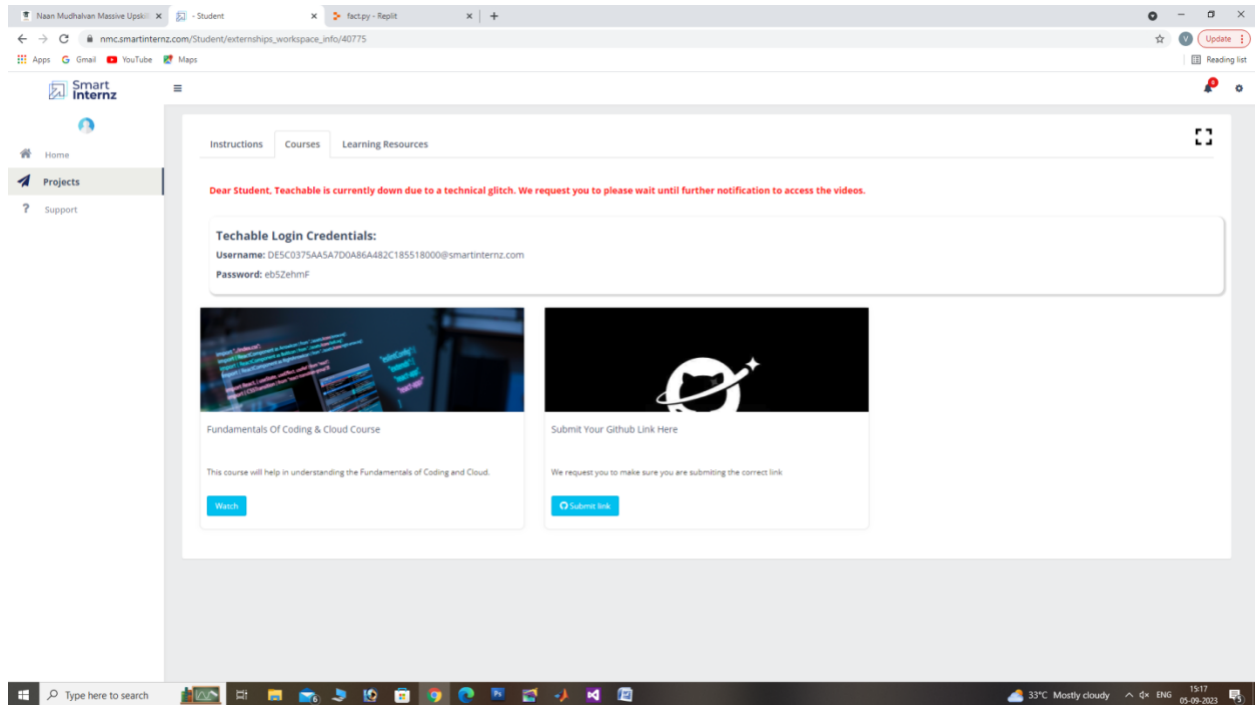 Naan Mudhalvan Massive Upskil
- Student
fact.py - Replit
nmc.smartinternz.com/Student/externships_workspace_info/40775
V
Update
Apps
Gmail
YouTube
Maps
Reading list
Smart
Internz
Home
Projects
Support
Instructions
Courses
Learning Resources
Dear Student, Teachable is currently down due to a technical glitch. We request you to please wait until further notification to access the videos.
Techable Login Credentials:
Username: DE5C0375AA5A7D0A86A482C185518000@smartinternz.com
Password: eb5ZehmF
Fundamentals Of Coding & Cloud Course
This course will help in understanding the Fundamentals of Coding and Cloud.
Watch
Submit Your Github Link Here
We request you to make sure you are submiting the correct link
Submit link
Type here to search
33°C Mostly cloudy
ENG
15:17
05-09-2023